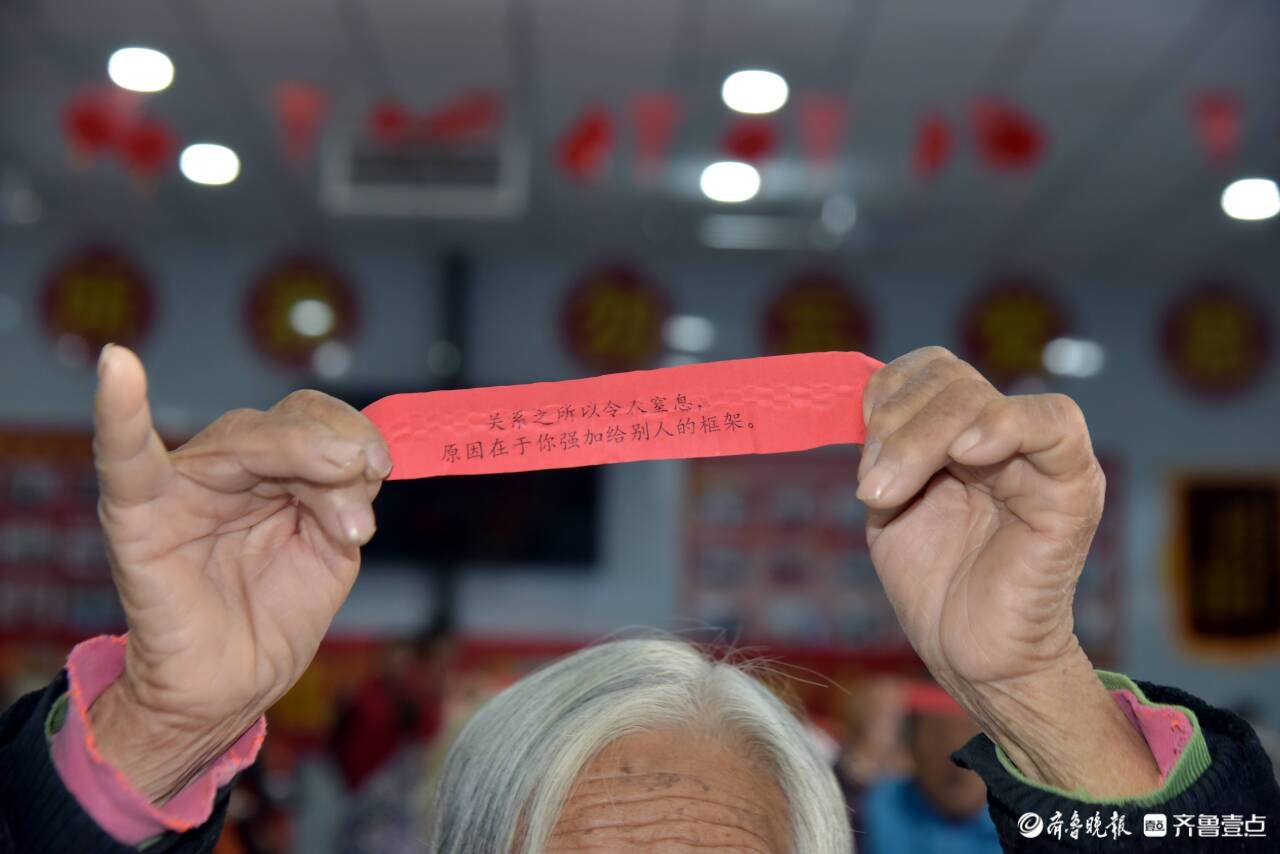 关系之所以令人窒息，
原因在于你强加给别人的框架。
齐鲁晚报 齐鲁壹点